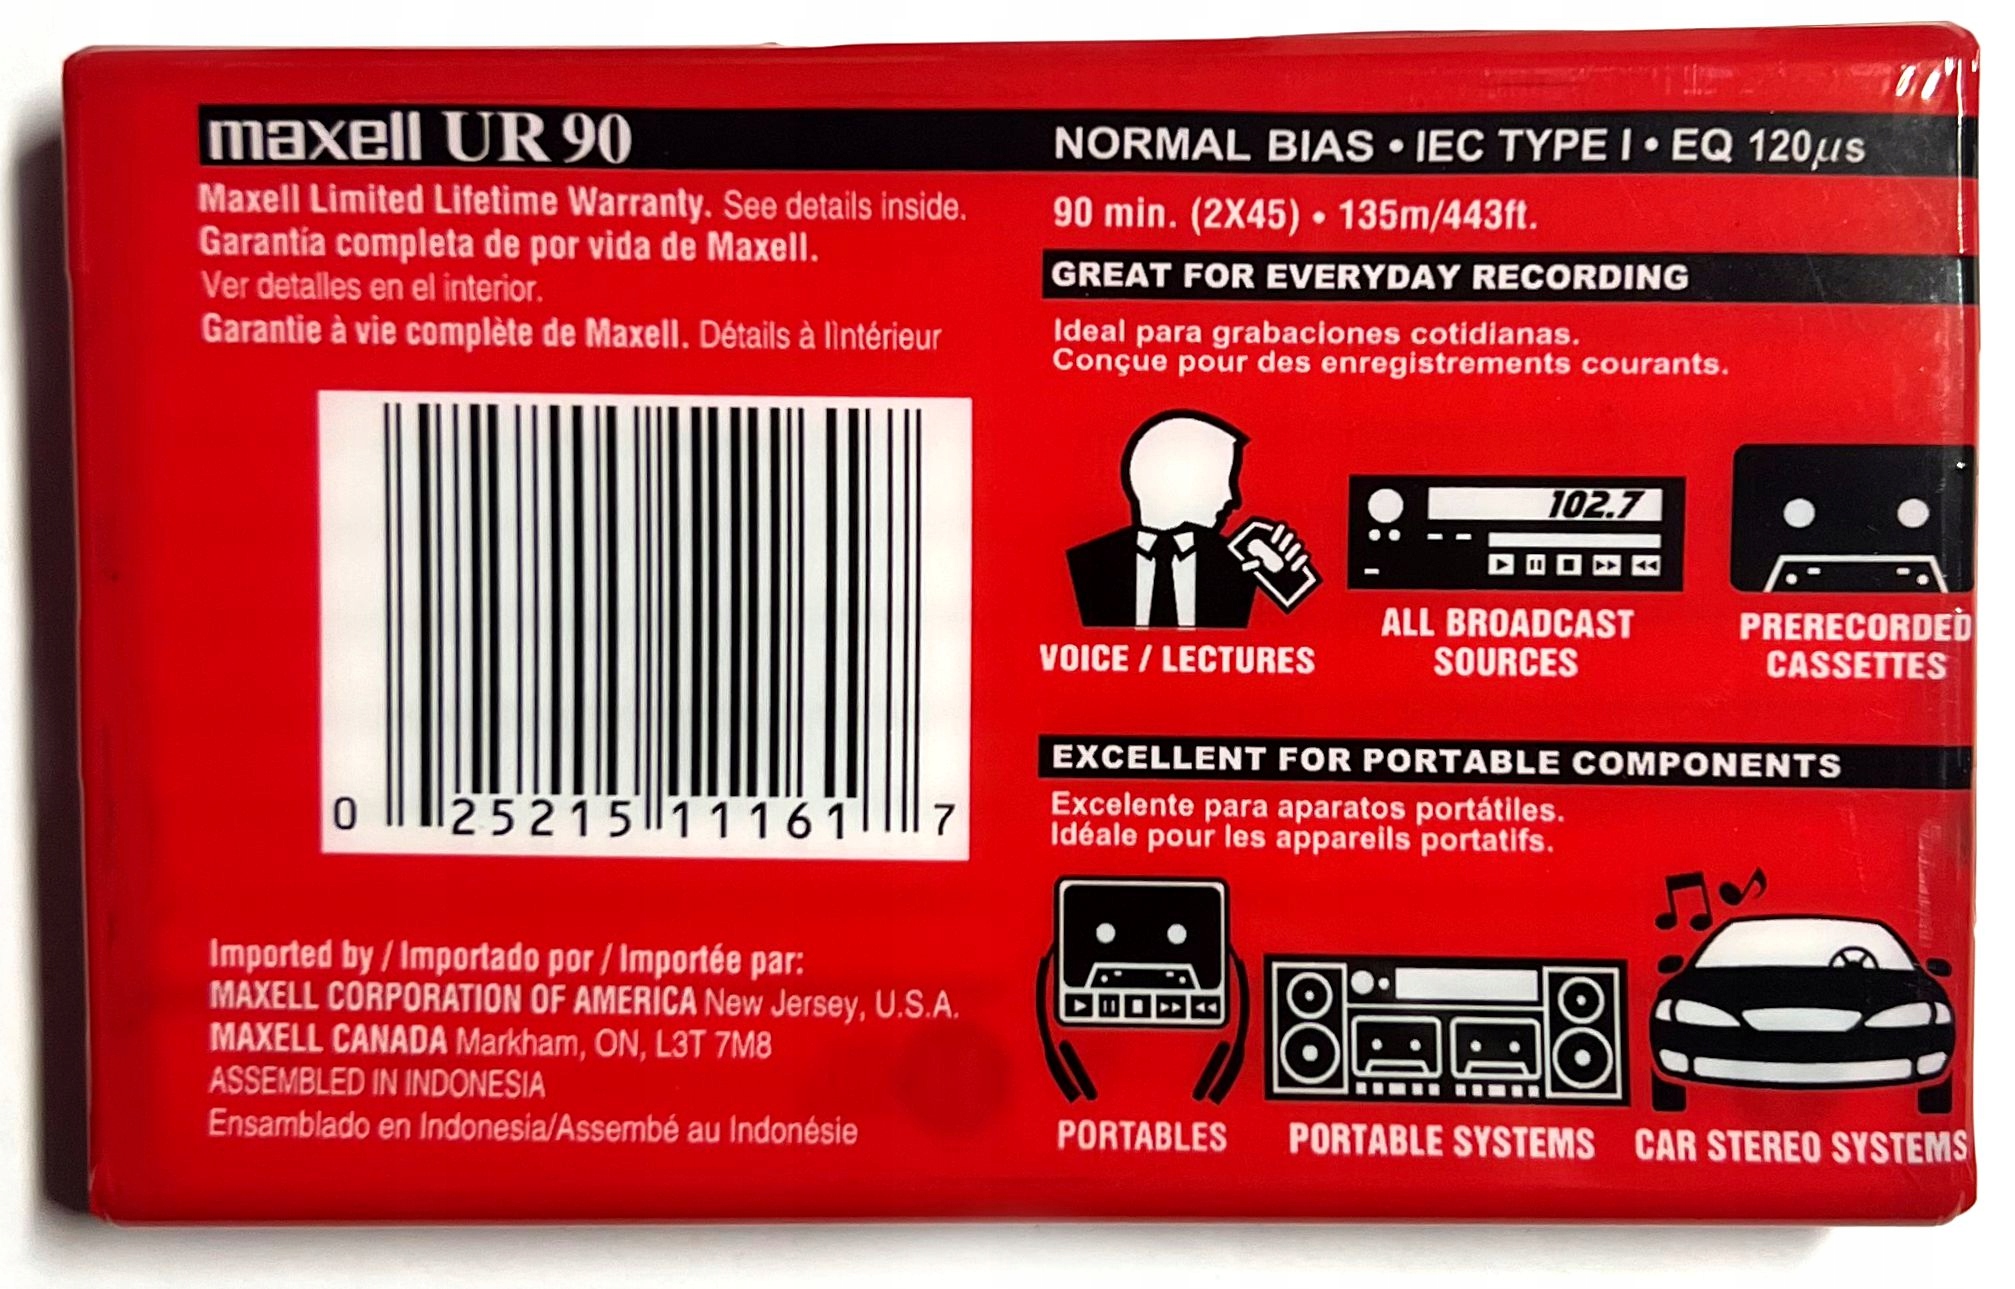 maxell UR 90
Maxell Limited Lifetime Warranty. See details inside.
Garantía completa de por vida de Maxell.
Ver detalles en el interior.
Garantie à vie complète de Maxell. Détails à lintérieur
0 25215 11161 7
Imported by / Importado por / Importée par:
MAXELL CORPORATION OF AMERICA New Jersey, U.S.A.
MAXELL CANADA Markham, ON, L3T 7M8
ASSEMBLED IN INDONESIA
Ensamblado en Indonesia/Assembé au Indonésie
NORMAL BIAS • IEC TYPE I • EQ 120µs
90 min. (2X45) • 135m/443ft.
GREAT FOR EVERYDAY RECORDING
Ideal para grabaciones cotidianas.
Conçue pour des enregistrements courants.
102.7
VOICE / LECTURES
ALL BROADCAST
SOURCES
PRERECORDED
CASSETTES
EXCELLENT FOR PORTABLE COMPONENTS
Excelente para aparatos portátiles.
Idéale pour les appareils portatifs.
PORTABLES
PORTABLE SYSTEMS
CAR STEREO SYSTEMS